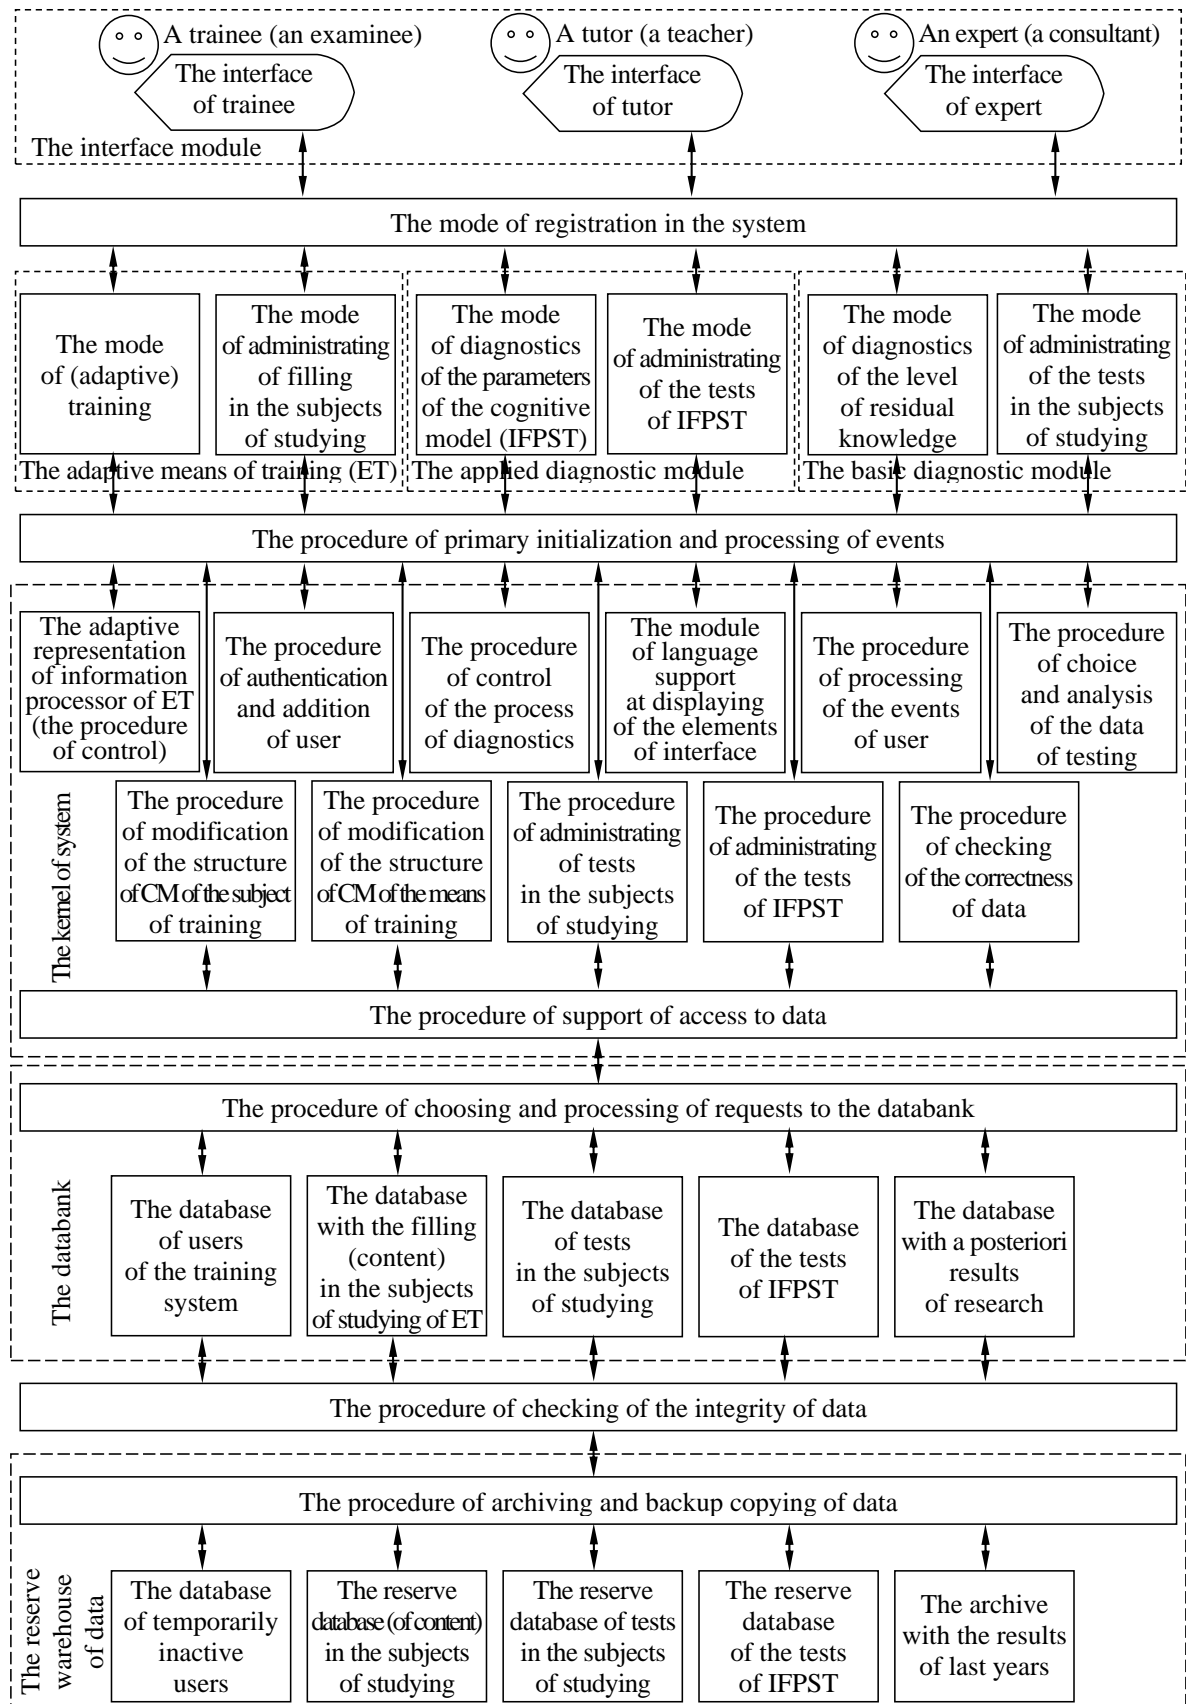 A trainee (an examinee)
The interface
of trainee
A tutor (a teacher)
The interface
of tutor
An expert (a consultant)
The interface
of expert
The interface module
The mode of registration in the system
The mode
of (adaptive)
training
The mode
of administrating
of filling
in the subjects
of studying
The adaptive means of training (ET)
The mode
of diagnostics
of the parameters
of the cognitive
model (IFPST)
The mode
of administrating
of the tests
of IFPST
The applied diagnostic module
The mode
of diagnostics
of the level
of residual
knowledge
The mode
of administrating
of the tests
in the subjects
of studying
The basic diagnostic module
The procedure of primary initialization and processing of events
The adaptive
representation
of information
processor of ET
(the procedure
of control)
The procedure
of authentication
and addition
of user
The procedure
of control
of the process
of diagnostics
The module
of language
support
at displaying
of the elements
of interface
The procedure
of processing
of the events
of user
The procedure
of choice
and analysis
of the data
of testing
The kernel of system
The procedure
of modification
of the structure
of CM of the subject
of training
The procedure
of modification
of the structure
of CM of the means
of training
The procedure
of administrating
of tests
in the subjects
of studying
The procedure
of administrating
of the tests
of IFPST
The procedure
of checking
of the correctness
of data
The procedure of support of access to data
The procedure of choosing and processing of requests to the databank
The databank
The database
of users
of the training
system
The database
with the filling
(content)
in the subjects
of studying of ET
The database
of tests
in the subjects
of studying
The database
of the tests
of IFPST
The database
with a posteriori
results
of research
The procedure of checking of the integrity of data
The procedure of archiving and backup copying of data
The reserve
warehouse
of data
The database
of temporarily
inactive
users
The reserve
database (of content)
in the subjects
of studying
The reserve
database of tests
in the subjects
of studying
The reserve
database
of the tests
of IFPST
The archive
with the results
of last years